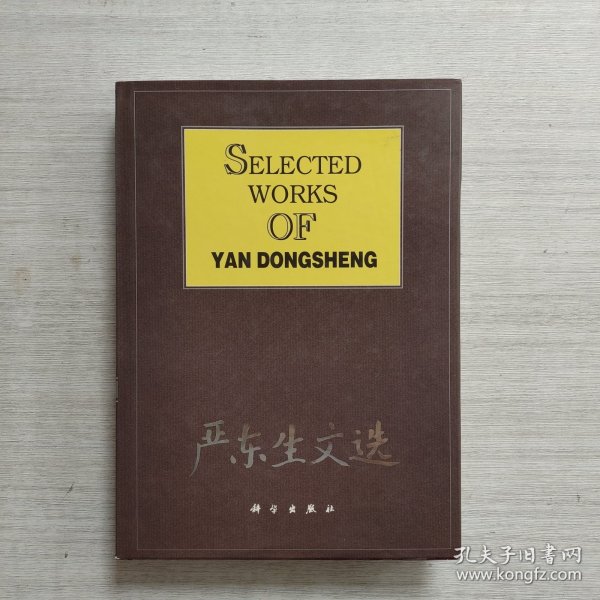 SELECTED
WORKS
OF
YAN DONGSHENG
严东生文选
科学出版社
孔夫子旧书网
www.kongfz.com